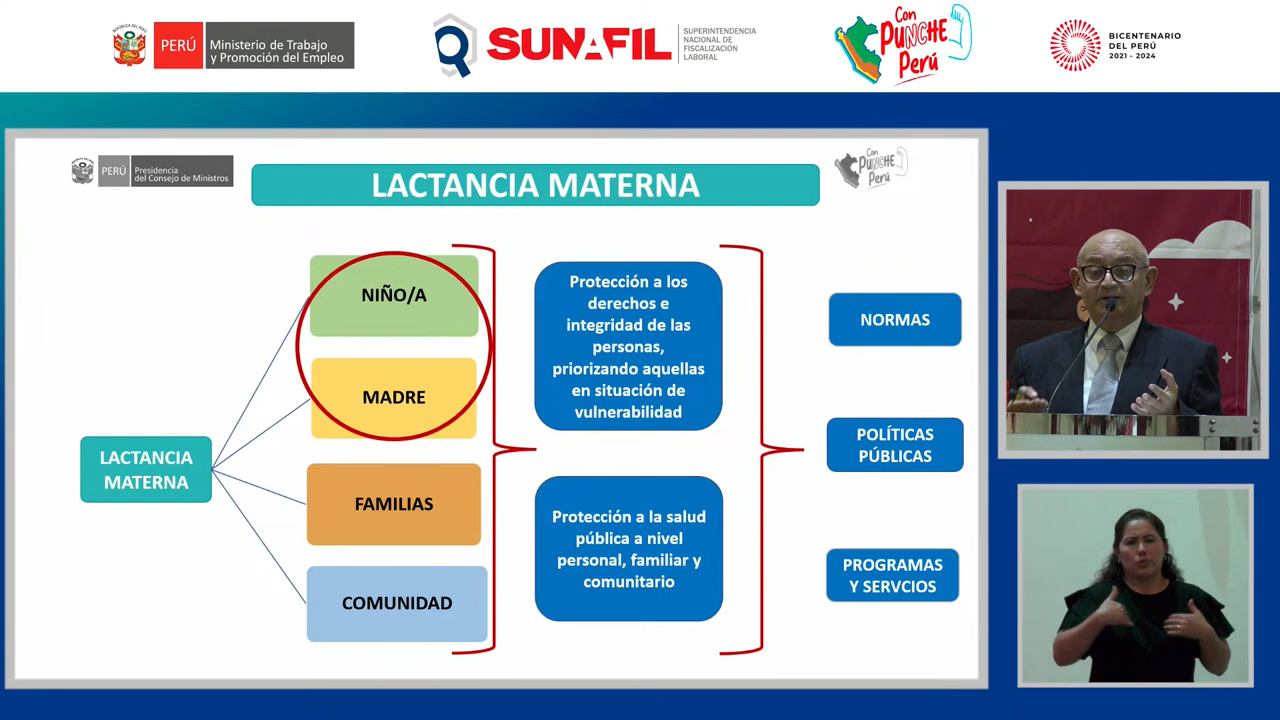 REPÚBLICA DEL PERÚ
PERÚ
Ministerio de Trabajo
y Promoción del Empleo
SUNAFIL
SUPERINTENDENCIA
NACIONAL DE
FISCALIZACIÓN
LABORAL
Con
PUNCHE
Perú
BICENTENARIO
DEL PERÚ
2021 - 2024
PERÚ
Presidencia
del Consejo de Ministros
LACTANCIA MATERNA
Con
PUNCHE
Perú
LACTANCIA
MATERNA
NIÑO/A
MADRE
FAMILIAS
COMUNIDAD
Protección a los
derechos e
integridad de las
personas,
priorizando aquellas
en situación de
vulnerabilidad
Protección a la salud
pública a nivel
personal, familiar y
comunitario
NORMAS
POLÍTICAS
PÚBLICAS
PROGRAMAS
Y SERVCIOS